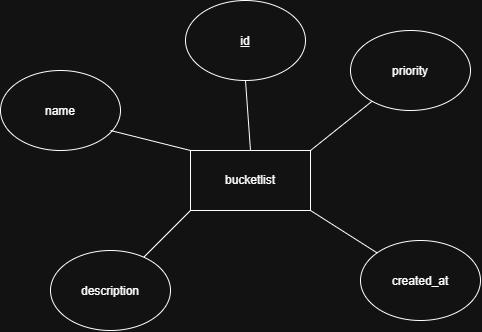 id
priority
name
bucketlist
description
created_at